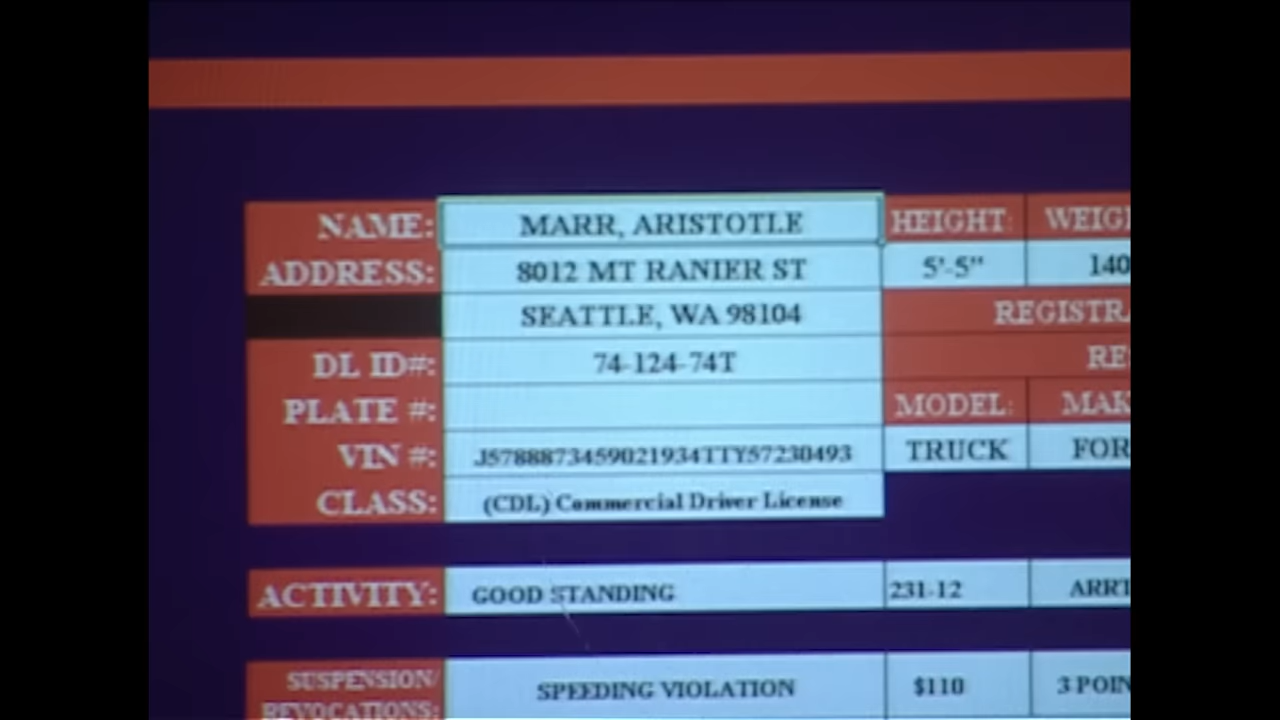 NAME: MARR, ARISTOTLE HEIGHT: WEIG
ADDRESS: 8012 MT RANIER ST 5'-5" 140
SEATTLE, WA 98104 REGISTRA
DL ID#: 74-124-74T RE
PLATE #: MODEL: MAK
VIN #: J5788873459021934TTY57230493 TRUCK FOR
CLASS: (CDL) Commercial Driver License
ACTIVITY: GOOD STANDING 231-12 ARRI
SUSPENSION/ SPEEDING VIOLATION $110 3 POIN
REVOCATIONS: